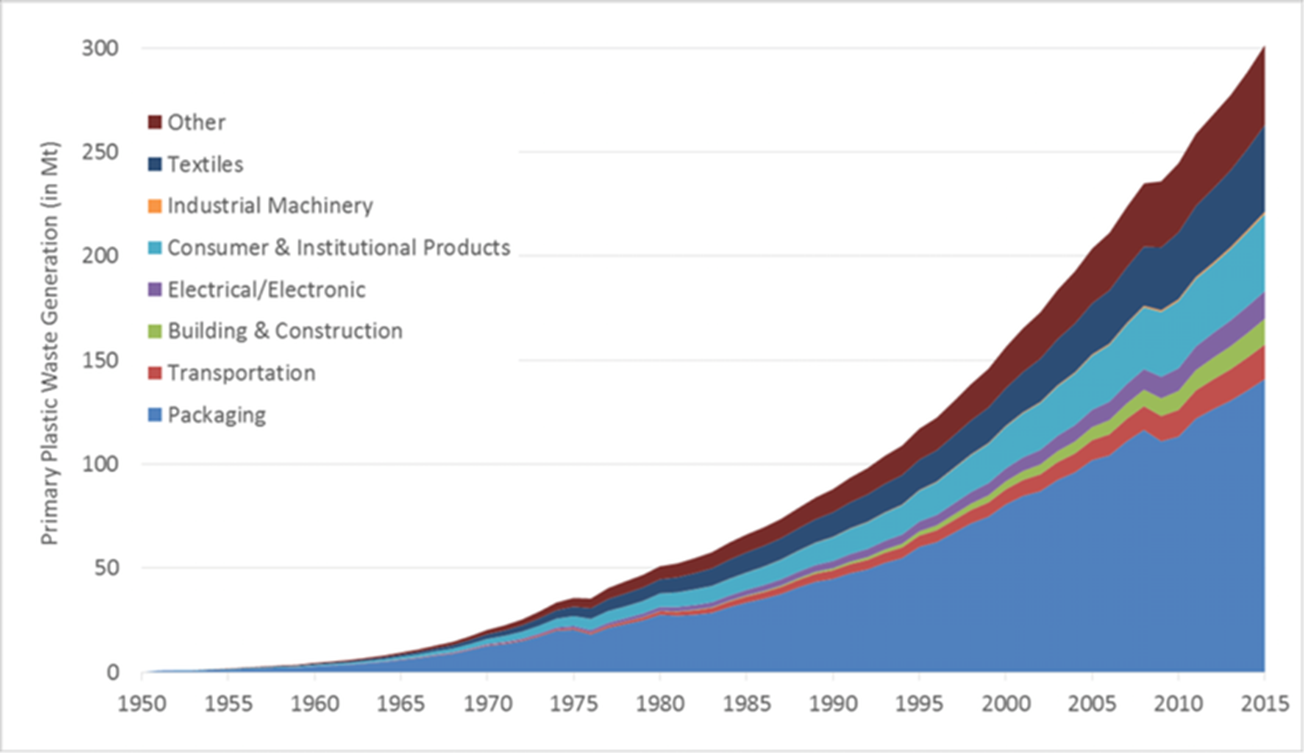 Primary Plastic Waste Generation (in Mt)
300
250
200
150
100
50
0
Other
Textiles
Industrial Machinery
Consumer & Institutional Products
Electrical/Electronic
Building & Construction
Transportation
Packaging
1950 1955 1960 1965 1970 1975 1980 1985 1990 1995 2000 2005 2010 2015